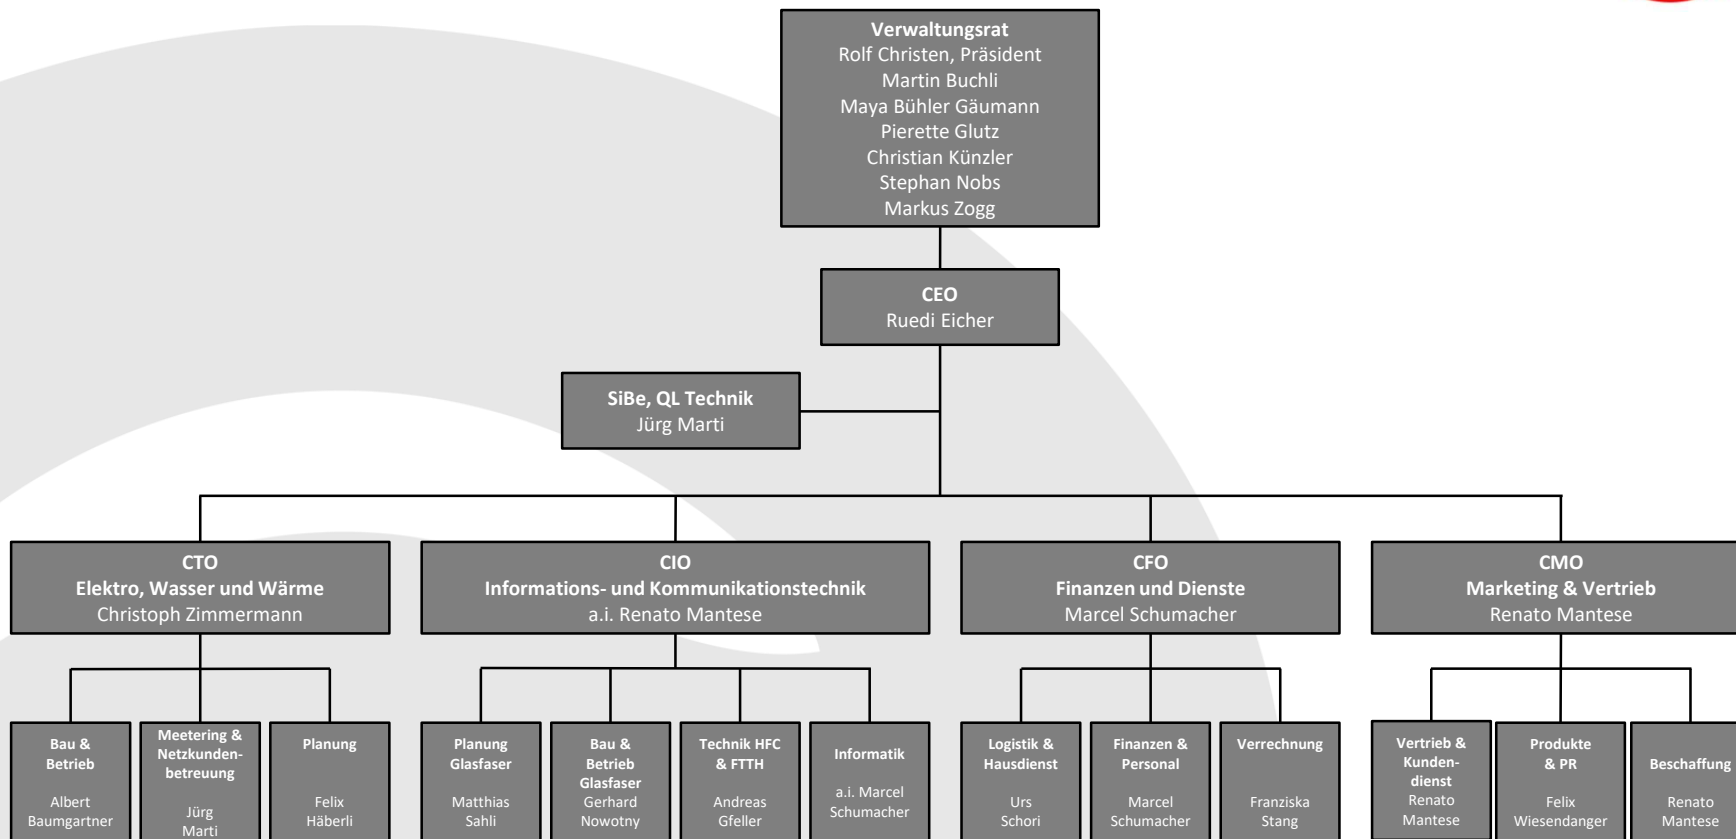 Verwaltungsrat
Rolf Christen, Präsident
Martin Buchli
Maya Bühler Gäumann
Pierette Glutz
Christian Künzler
Stephan Nobs
Markus Zogg
CEO
Ruedi Eicher
SiBe, QL Technik
Jürg Marti
CTO
Elektro, Wasser und Wärme
Christoph Zimmermann
CIO
Informations- und Kommunikationstechnik
a.i. Renato Mantese
CFO
Finanzen und Dienste
Marcel Schumacher
CMO
Marketing & Vertrieb
Renato Mantese
Bau &
Betrieb
Albert
Baumgartner
Meetering &
Netzkunden-
betreuung
Jürg
Marti
Planung
Felix
Häberli
Planung
Glasfaser
Matthias
Sahli
Bau &
Betrieb
Glasfaser
Gerhard
Nowotny
Technik HFC
& FTTH
Andreas
Gfeller
Informatik
a.i. Marcel
Schumacher
Logistik &
Hausdienst
Urs
Schori
Finanzen &
Personal
Marcel
Schumacher
Verrechnung
Franziska
Stang
Vertrieb &
Kunden-
dienst
Renato
Mantese
Produkte
& PR
Felix
Wiesendanger
Beschaffung
Renato
Mantese